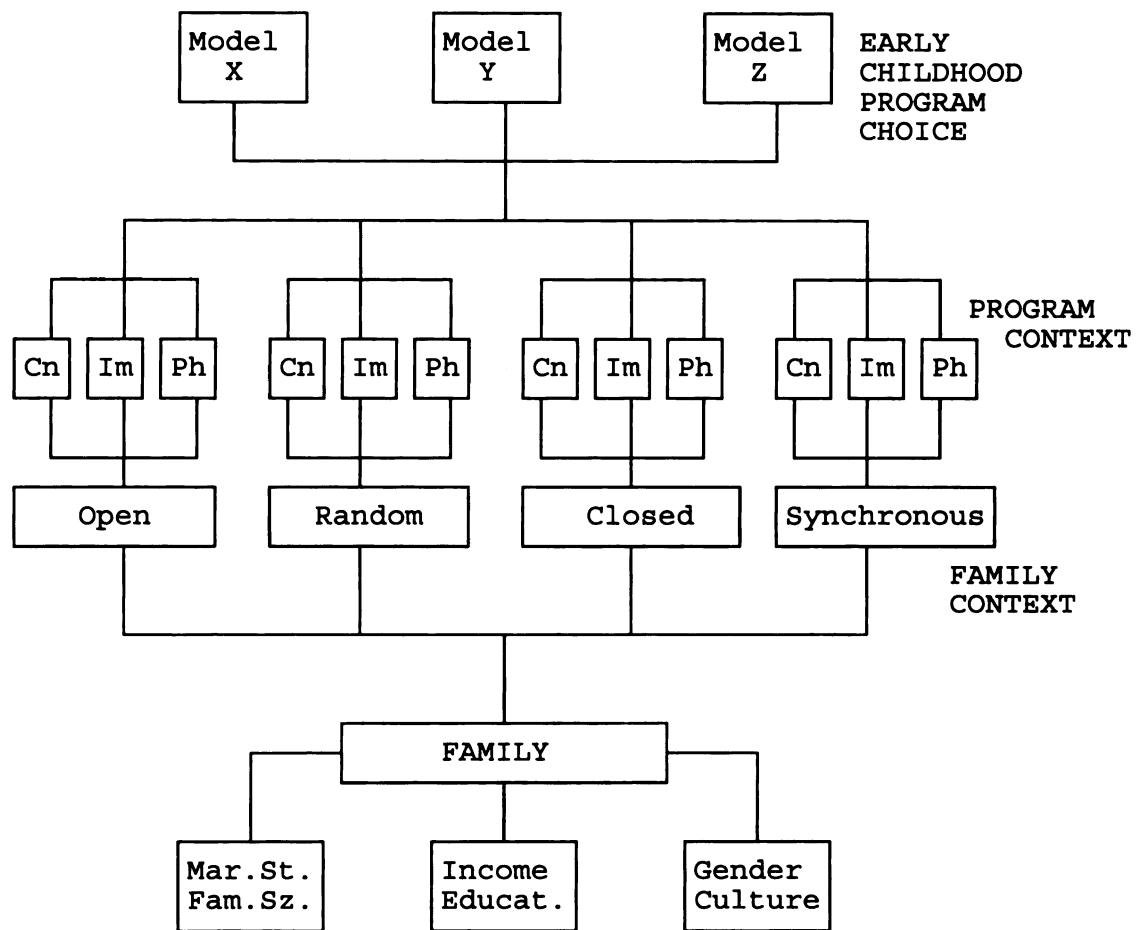 Model
X
Model
Y
Model
Z
EARLY
CHILDHOOD
PROGRAM
CHOICE
PROGRAM
CONTEXT
Cn Im Ph Cn Im Ph Cn Im Ph Cn Im Ph
Open Random Closed Synchronous
FAMILY
CONTEXT
FAMILY
Mar.St.
Fam.Sz.
Income
Educat.
Gender
Culture